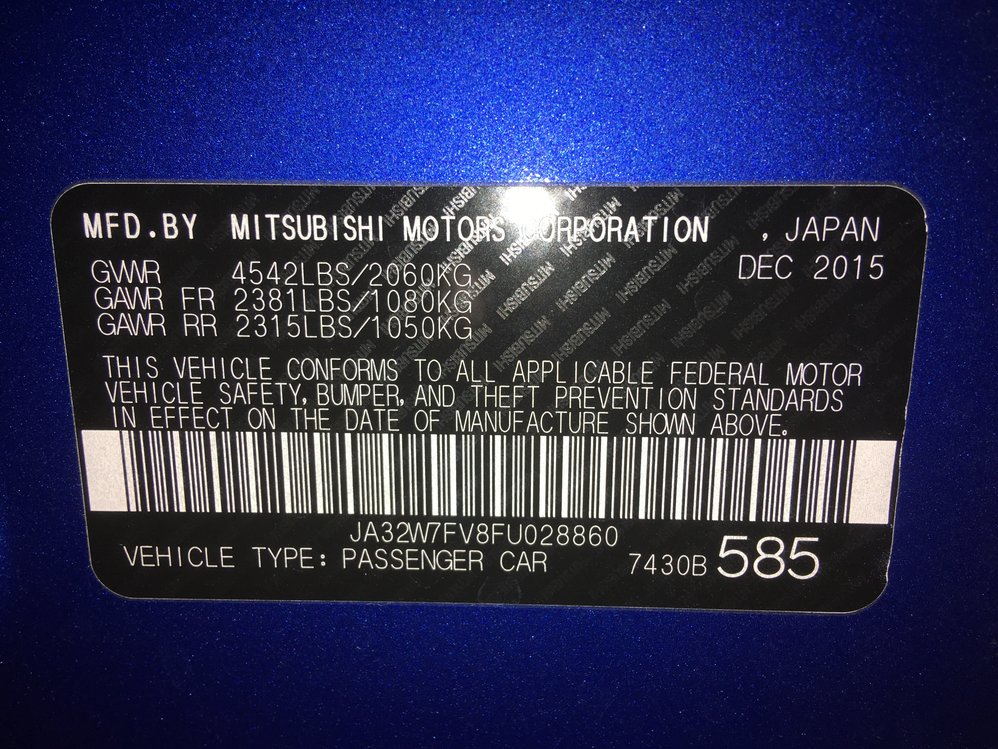 MFD.BY MITSUBISHI MOTORS CORPORATION , JAPAN
GVWR 4542LBS/2060KG DEC 2015
GAWR FR 2381LBS/1080KG
GAWR RR 2315LBS/1050KG
THIS VEHICLE CONFORMS TO ALL APPLICABLE FEDERAL MOTOR
VEHICLE SAFETY, BUMPER, AND THEFT PREVENTION STANDARDS
IN EFFECT ON THE DATE OF MANUFACTURE SHOWN ABOVE.
JA32W7FV8FU028860
VEHICLE TYPE: PASSENGER CAR 7430B 585